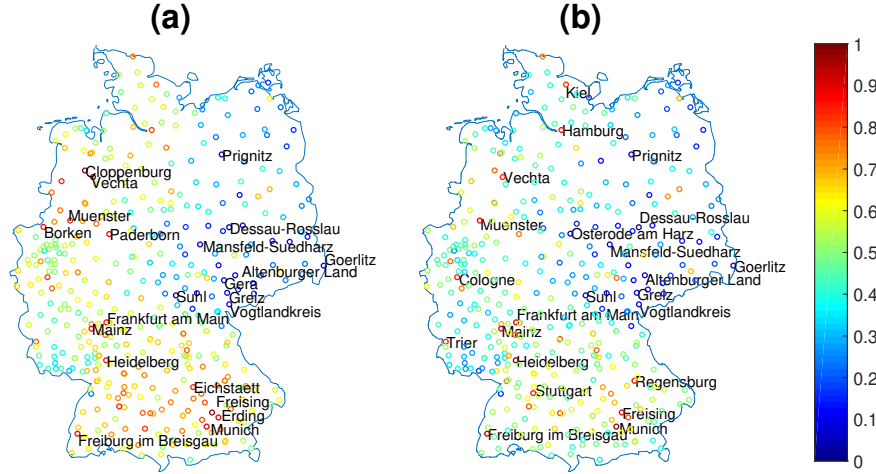 (a)
Cloppenburg
Vechta
Prignitz
Muenster
Borken
Paderborn
Dessau-Rosslau
Mansfeld-Suedharz
Goerlitz
Altenburger Land
Gera
Suhl
Greiz
Vogtlandkreis
Frankfurt am Main
Mainz
Heidelberg
Eichstaett
Freising
Erding
Munich
Freiburg im Breisgau
(b)
Kiel
Hamburg
Prignitz
Vechta
Muenster
Dessau-Rosslau
Osterode am Harz
Mansfeld-Suedharz
Goerlitz
Cologne
Altenburger Land
Suhl
Greiz
Vogtlandkreis
Frankfurt am Main
Mainz
Trier
Heidelberg
Regensburg
Stuttgart
Freising
Munich
Freiburg im Breisgau
1
0.9
0.8
0.7
0.6
0.5
0.4
0.3
0.2
0.1
0